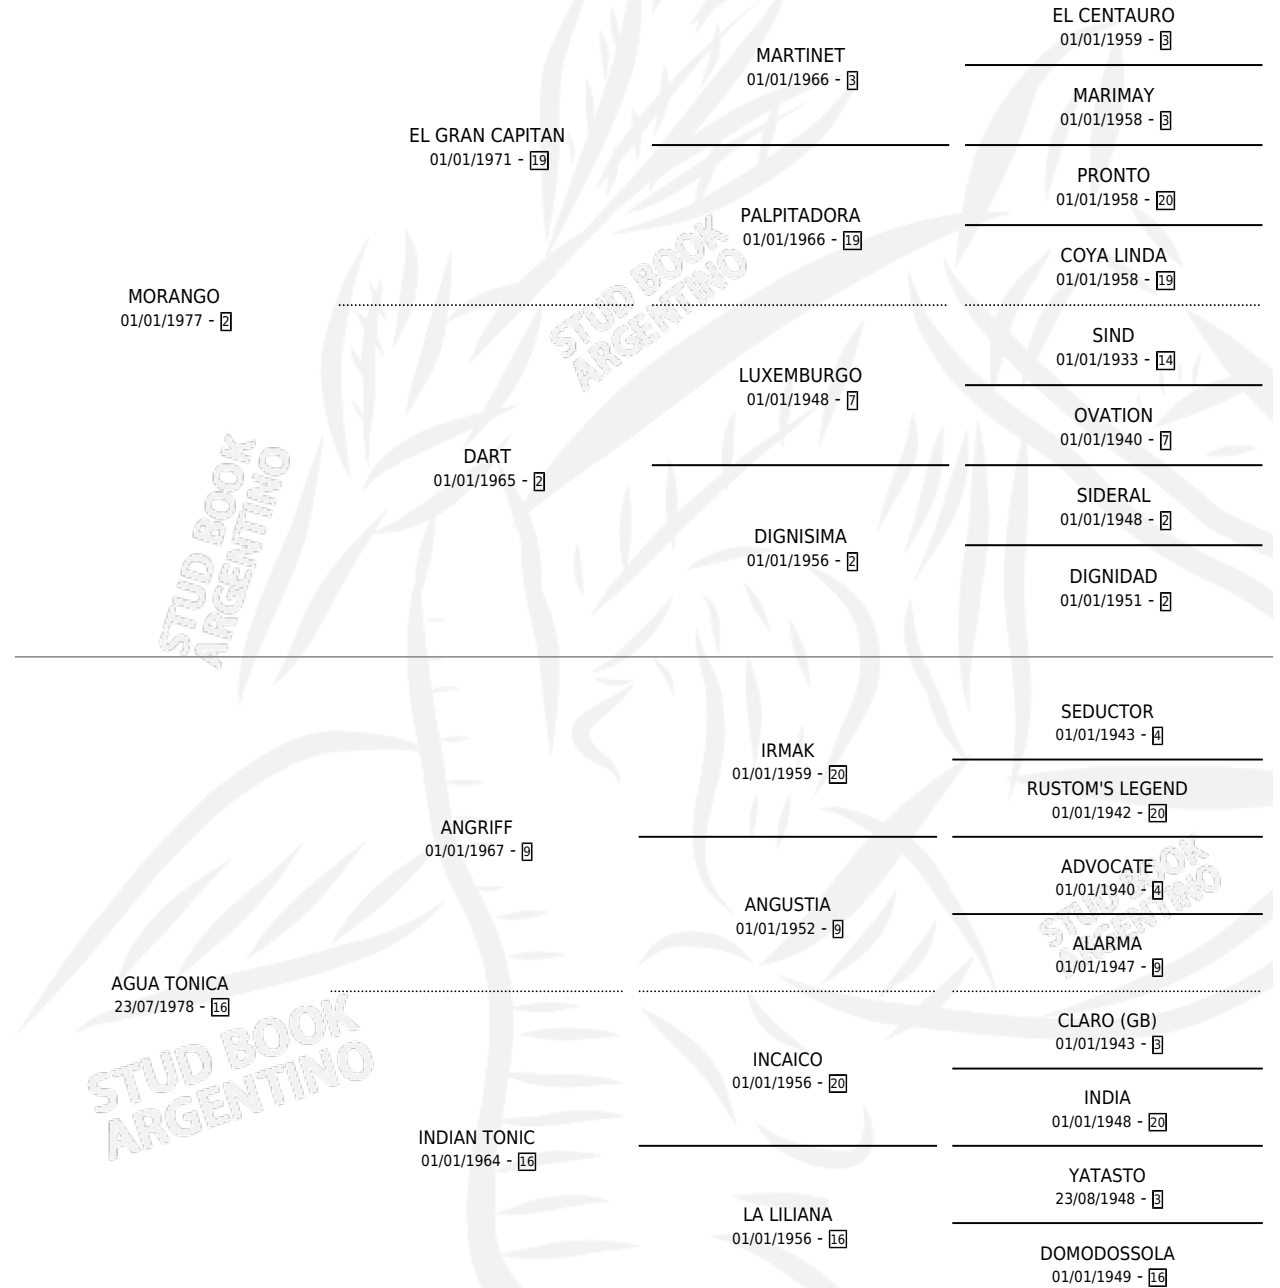 EL CENTAURO
01/01/1959 - 3
MARTINET
01/01/1966 - 3
MARIMAY
01/01/1958 - 3
EL GRAN CAPITAN
01/01/1971 - 19
PRONTO
01/01/1958 - 20
PALPITADORA
01/01/1966 - 19
COYA LINDA
01/01/1958 - 19
MORANGO
01/01/1977 - 2
STUD BOOK
ARGENTINO
SIND
01/01/1933 - 14
LUXEMBURGO
01/01/1948 - 7
OVATION
01/01/1940 - 7
DART
01/01/1965 - 2
STUD BOOK
ARGENTINO
SIDERAL
01/01/1948 - 2
DIGNISIMA
01/01/1956 - 2
DIGNIDAD
01/01/1951 - 2
SEDUCTOR
01/01/1943 - 4
IRMAK
01/01/1959 - 20
RUSTOM'S LEGEND
01/01/1942 - 20
ANGRIFF
01/01/1967 - 9
ADVOCATE
01/01/1940 - 4
ANGUSTIA
01/01/1952 - 9
STUD BOOK
ARGENTINO
ALARMA
01/01/1947 - 9
AGUA TONICA
23/07/1978 - 16
STUD BOOK
ARGENTINO
CLARO (GB)
01/01/1943 - 3
INCAICO
01/01/1956 - 20
INDIA
01/01/1948 - 20
INDIAN TONIC
01/01/1964 - 16
YATASTO
23/08/1948 - 3
LA LILIANA
01/01/1956 - 16
DOMODOSSOLA
01/01/1949 - 16